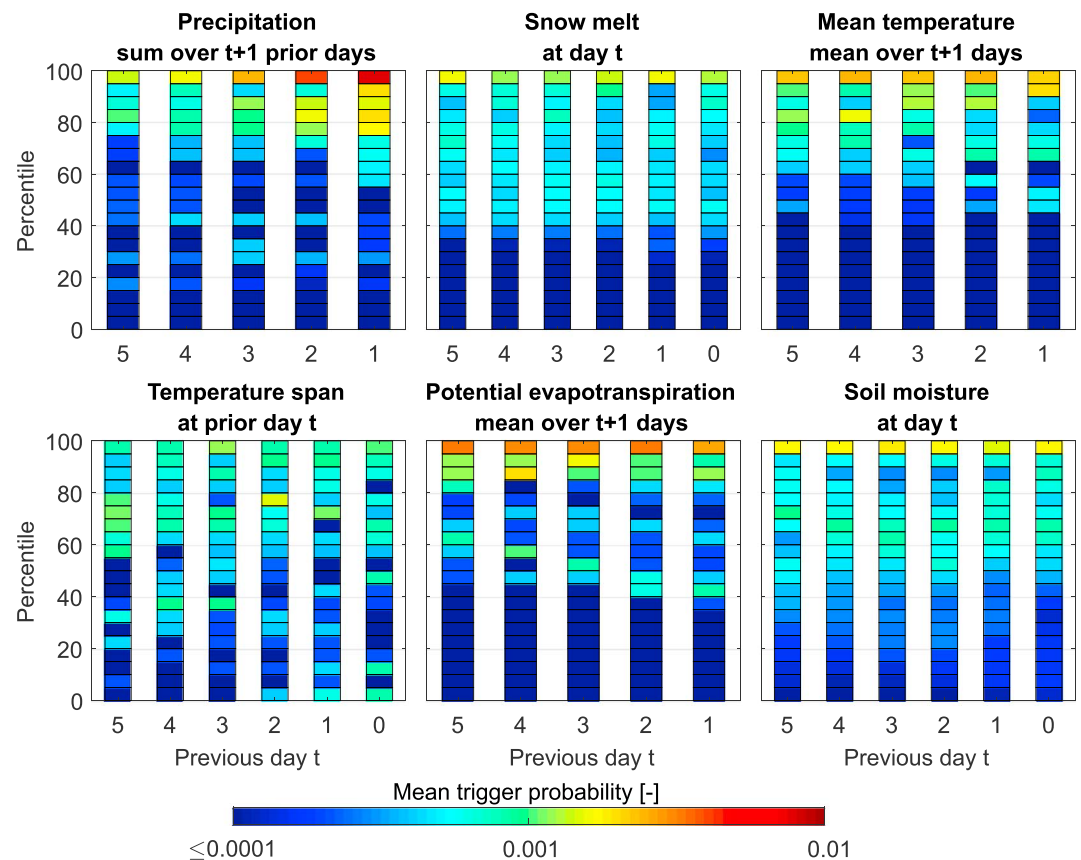 Precipitation
sum over t+1 prior days
Snow melt
at day t
Mean temperature
mean over t+1 days
Percentile
100
80
60
40
20
0
5 4 3 2 1
5 4 3 2 1 0
5 4 3 2 1
Temperature span
at prior day t
Potential evapotranspiration
mean over t+1 days
Soil moisture
at day t
Percentile
100
80
60
40
20
0
5 4 3 2 1 0
5 4 3 2 1
5 4 3 2 1 0
Previous day t
Previous day t
Previous day t
Mean trigger probability [-]
≤0.0001 0.001 0.01